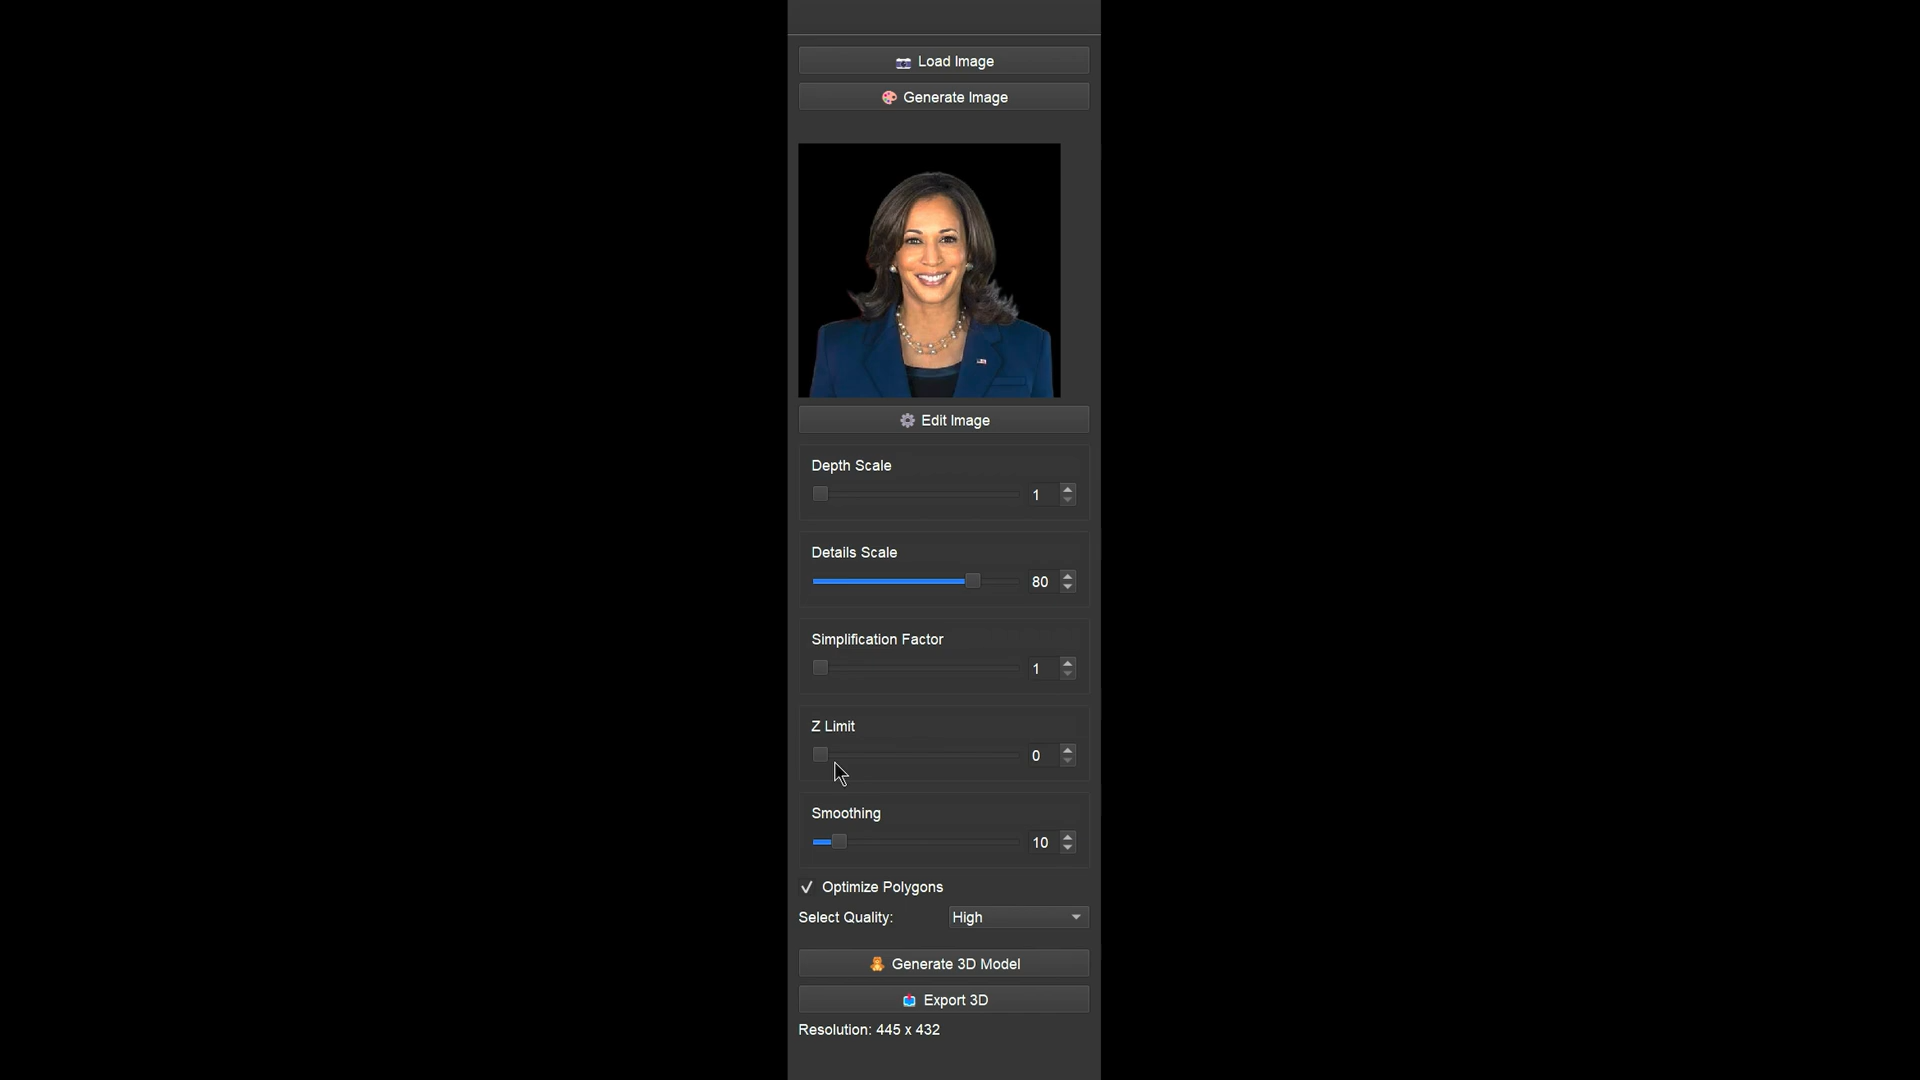 Load Image
Generate Image
Edit Image
Depth Scale
1
Details Scale
80
Simplification Factor
1
Z Limit
0
Smoothing
10
Optimize Polygons
Select Quality: High
Generate 3D Model
Export 3D
Resolution: 445 x 432